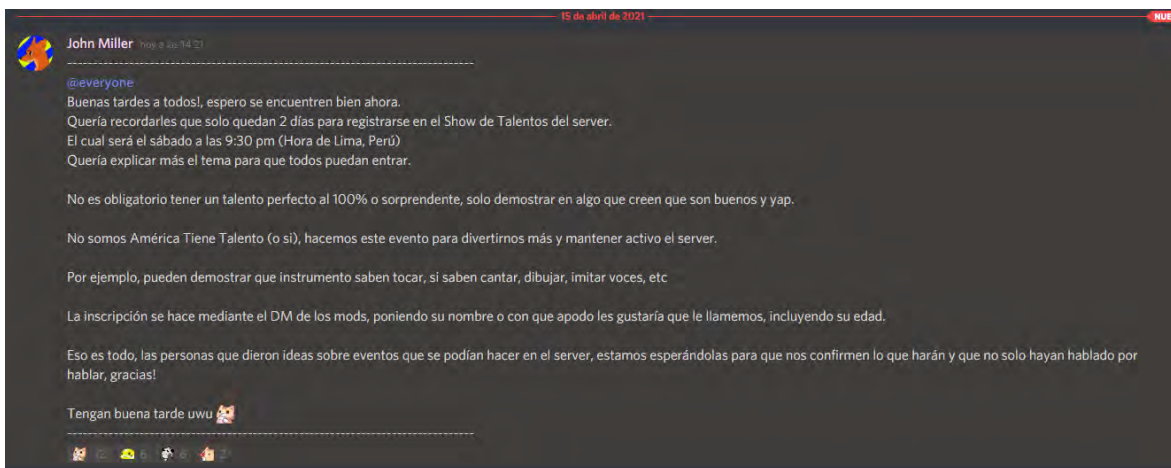 15 de abril de 2021
NUE
John Miller hoy a las 14:21
-------------------------------------------------------------------------------------
@everyone
Buenas tardes a todos!, espero se encuentren bien ahora.
Quería recordarles que solo quedan 2 días para registrarse en el Show de Talentos del server.
El cual será el sábado a las 9:30 pm (Hora de Lima, Perú)
Quería explicar más el tema para que todos puedan entrar.
No es obligatorio tener un talento perfecto al 100% o sorprendente, solo demostrar en algo que creen que son buenos y yap.
No somos América Tiene Talento (o si), hacemos este evento para divertirnos más y mantener activo el server.
Por ejemplo, pueden demostrar que instrumento saben tocar, si saben cantar, dibujar, imitar voces, etc
La inscripción se hace mediante el DM de los mods, poniendo su nombre o con que apodo les gustaría que le llamemos, incluyendo su edad.
Eso es todo, las personas que dieron ideas sobre eventos que se podían hacer en el server, estamos esperándolas para que nos confirmen lo que harán y que no solo hayan hablado por
hablar, gracias!
Tengan buena tarde uwu
-------------------------------------------------------------------------------------